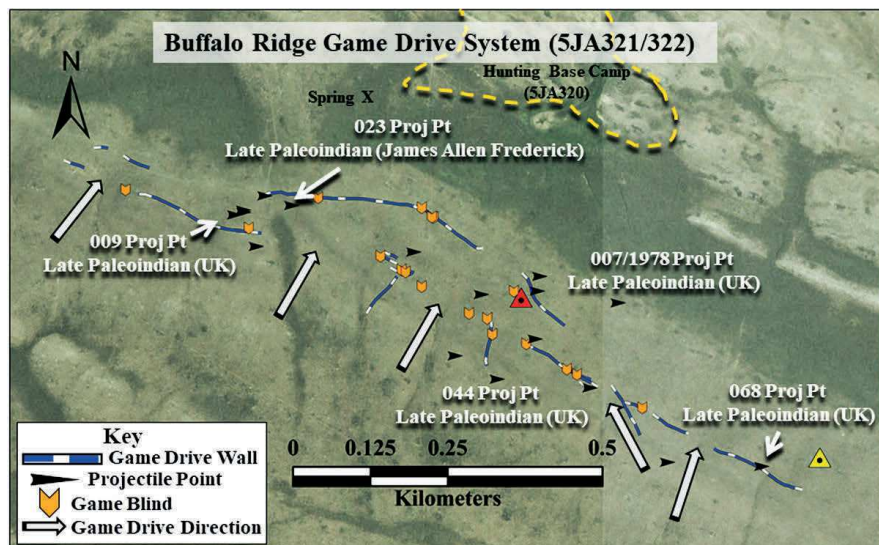 Buffalo Ridge Game Drive System (5JA321/322)
N
Hunting Base Camp
(5JA320)
Spring X
023 Proj Pt
Late Paleoindian (James Allen Frederick)
009 Proj Pt
Late Paleoindian (UK)
007/1978 Proj Pt
Late Paleoindian (UK)
044 Proj Pt
Late Paleoindian (UK)
068 Proj Pt
Late Paleoindian (UK)
Key
Game Drive Wall
Projectile Point
Game Blind
Game Drive Direction
0 0.125 0.25 0.5
Kilometers